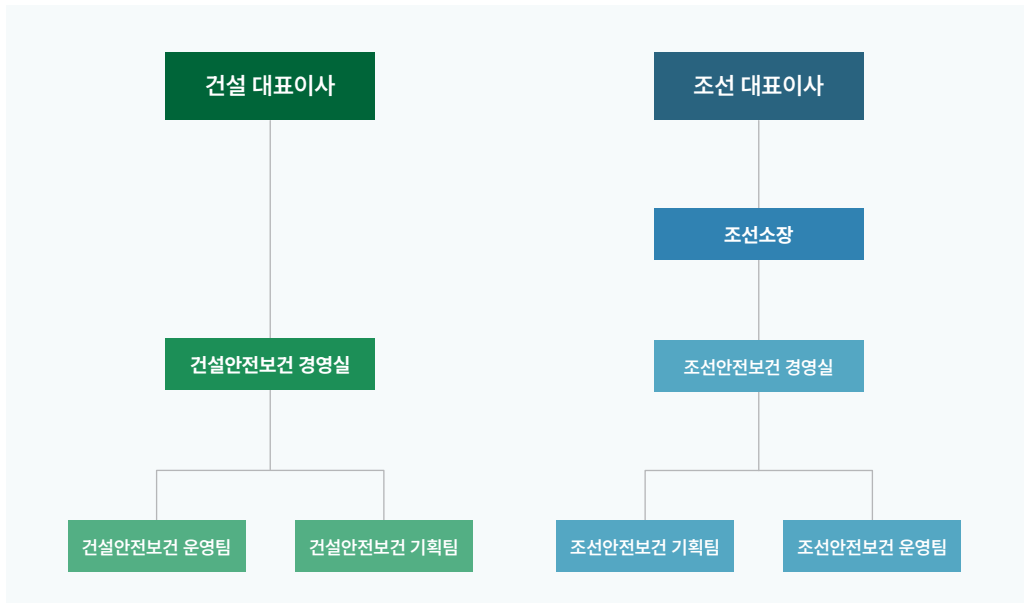 건설 대표이사
조선 대표이사
조선소장
건설안전보건 경영실
조선안전보건 경영실
건설안전보건 운영팀
건설안전보건 기획팀
조선안전보건 기획팀
조선안전보건 운영팀